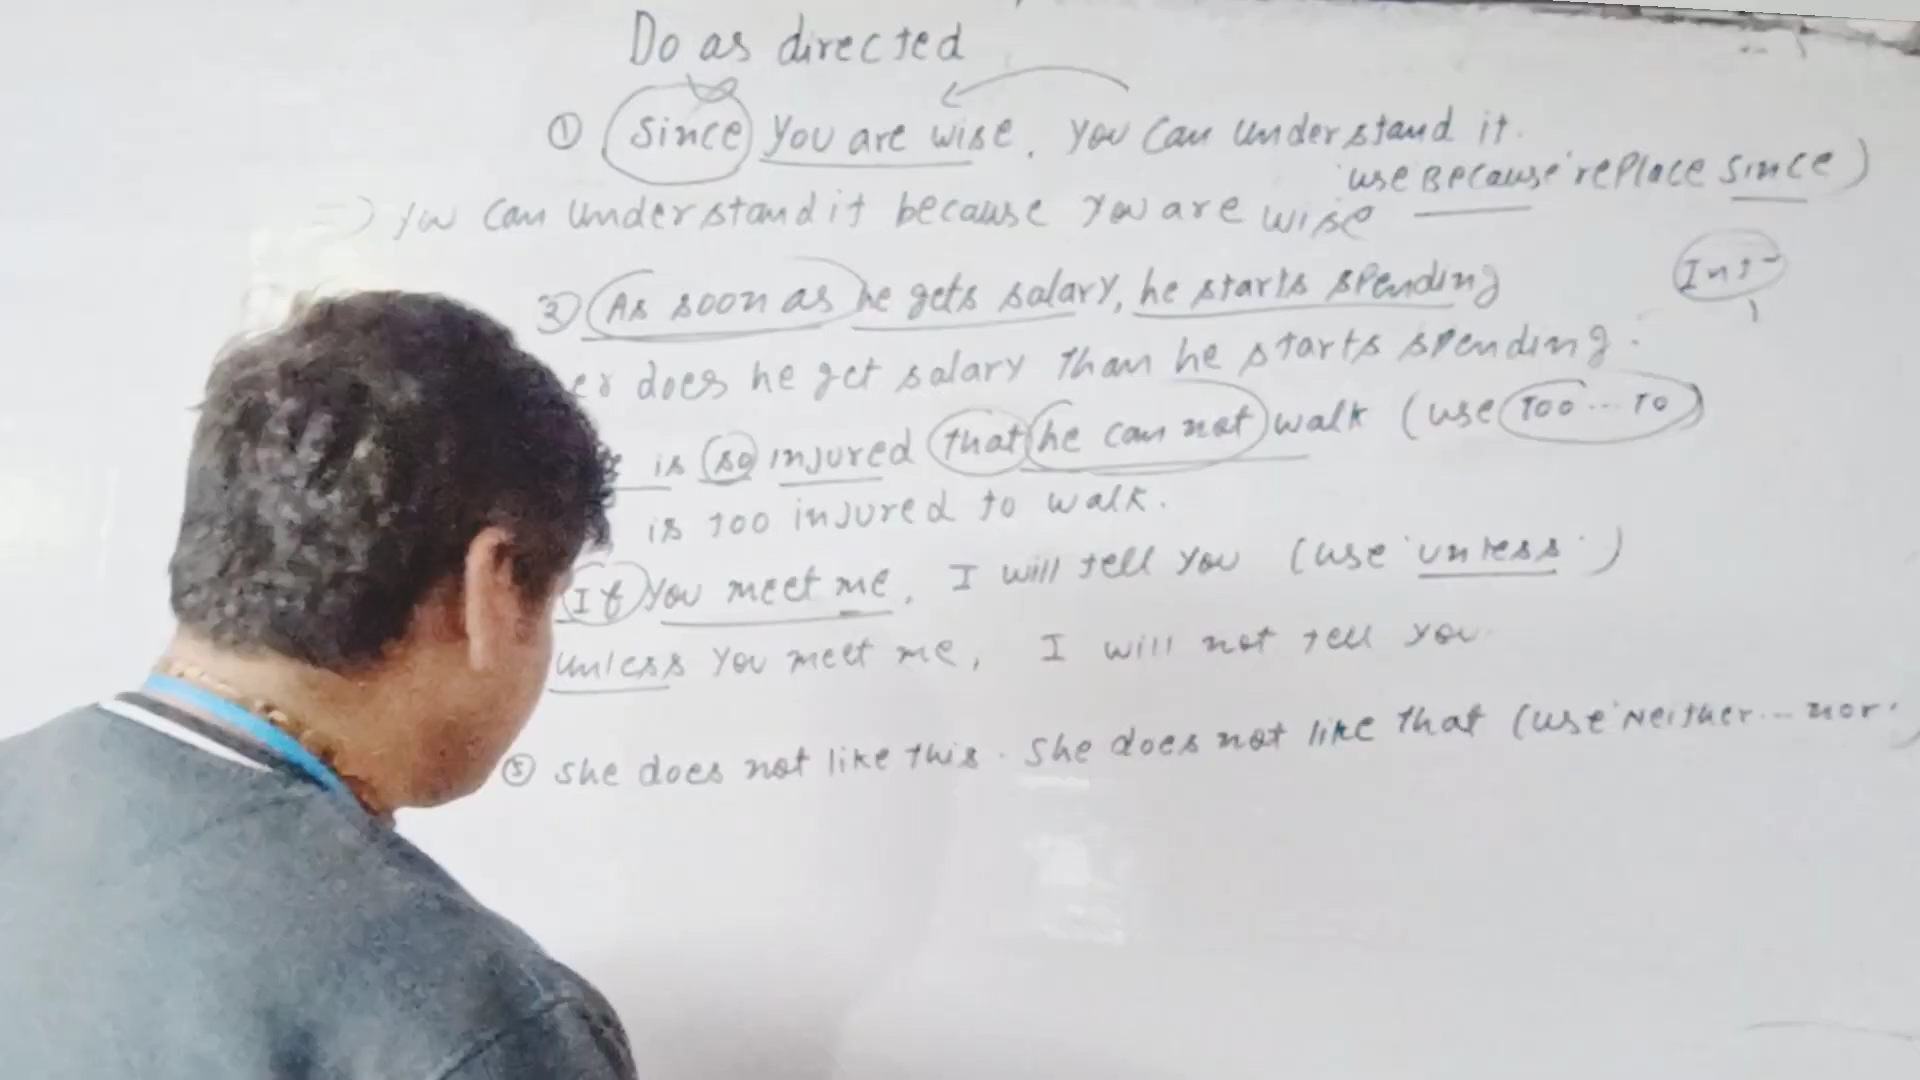 Do as directed
① Since you are wise. you can understand it.
use Because replace since)
=) you can understand it because you are wise
② As soon as he gets salary, he starts spending
er does he get salary than he starts spending.
is so injured that he can not walk (use Too...To)
is too injured to walk.
If you meet me, I will tell you (use 'unless')
unless you meet me, I will not tell you
⑤ she does not like this. She does not like that (use Neither... nor.